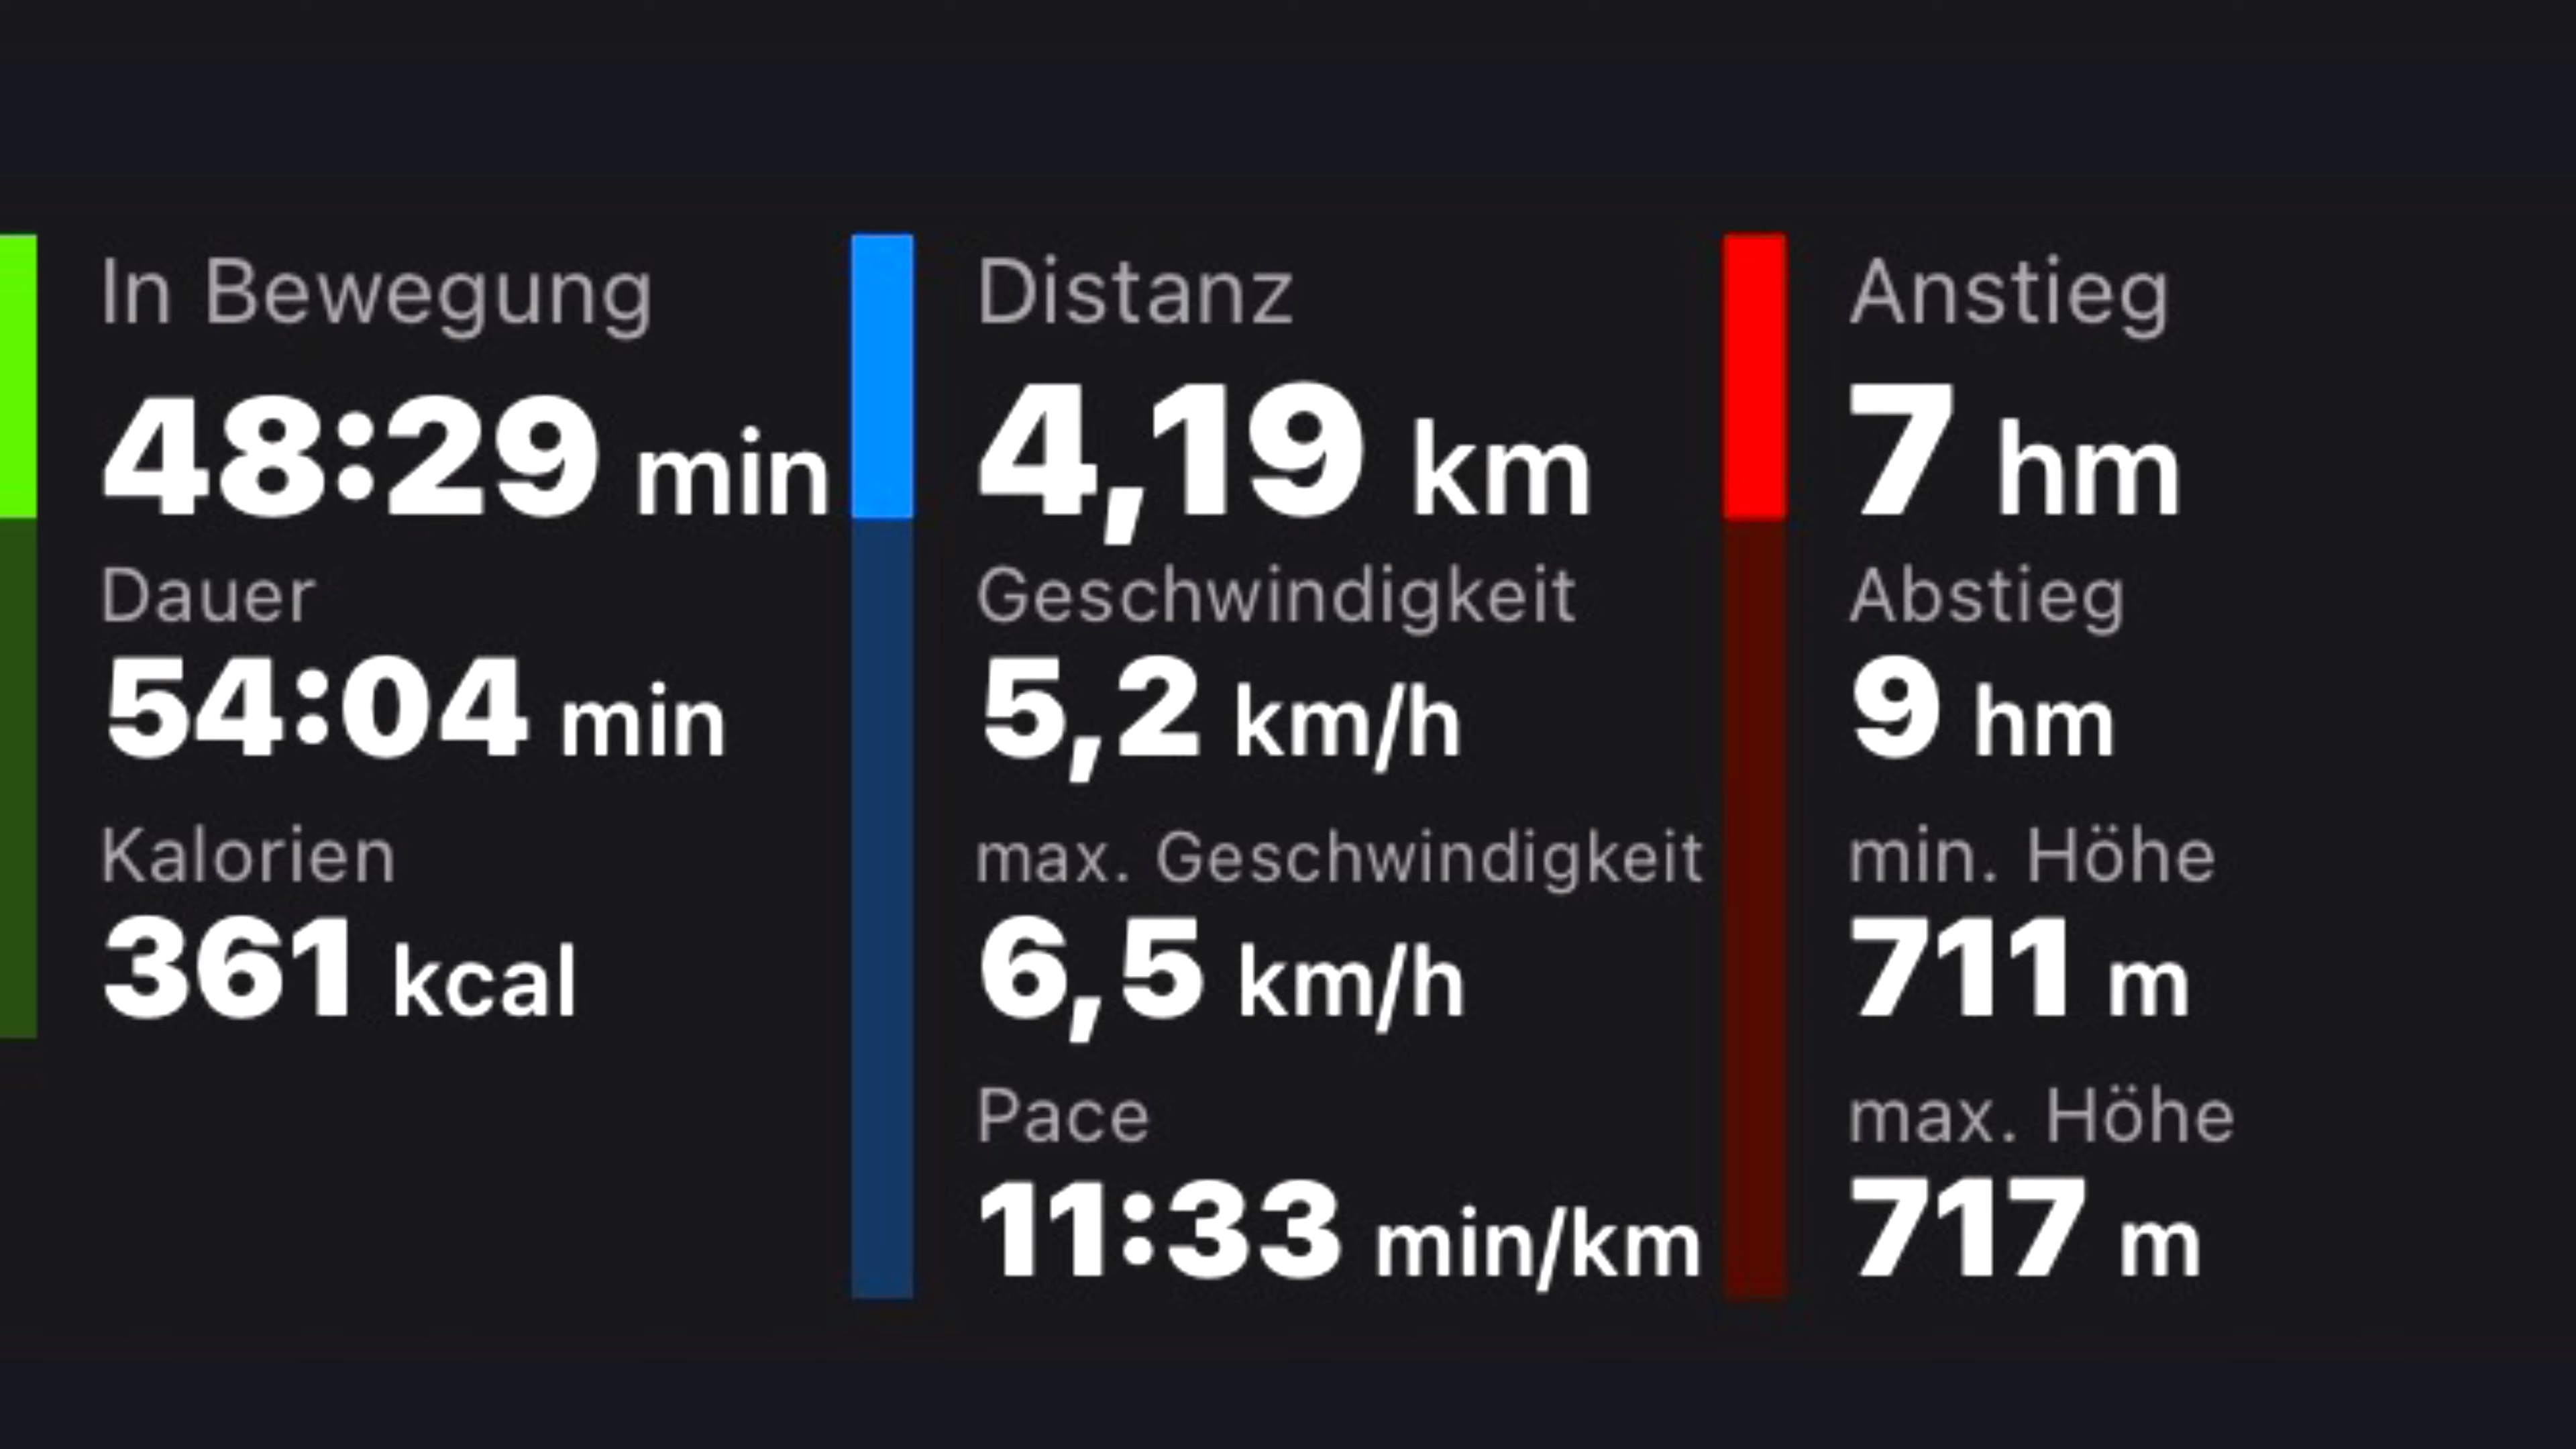 In Bewegung
48:29 min
Dauer
54:04 min
Kalorien
361 kcal
Distanz
4,19 km
Geschwindigkeit
5,2 km/h
max. Geschwindigkeit
6,5 km/h
Pace
11:33 min/km
Anstieg
7 hm
Abstieg
9 hm
min. Höhe
711 m
max. Höhe
717 m